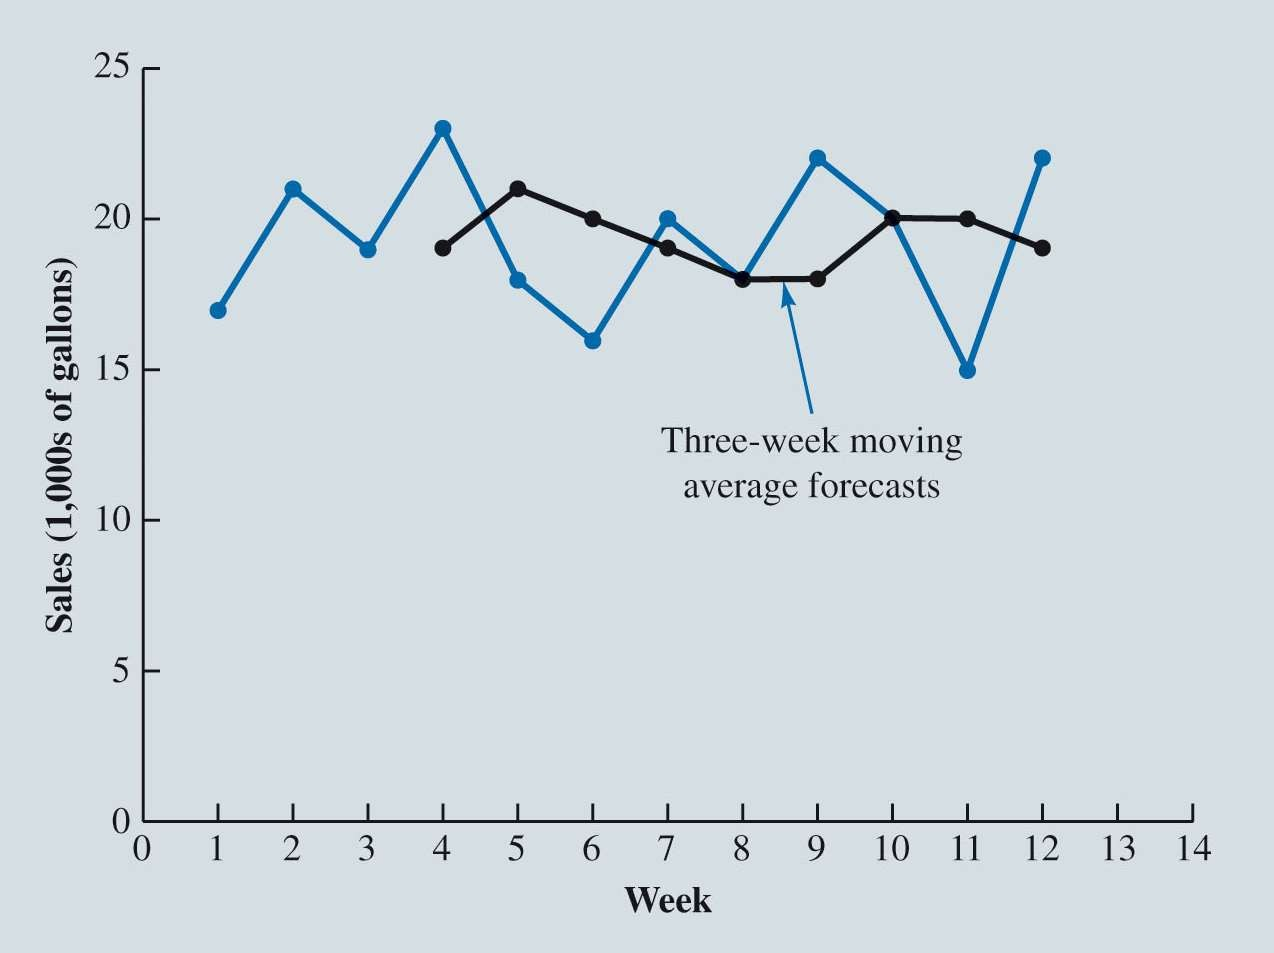 25
20
15
10
5
0
Sales (1,000s of gallons)
Three-week moving
average forecasts
0 1 2 3 4 5 6 7 8 9 10 11 12 13 14
Week